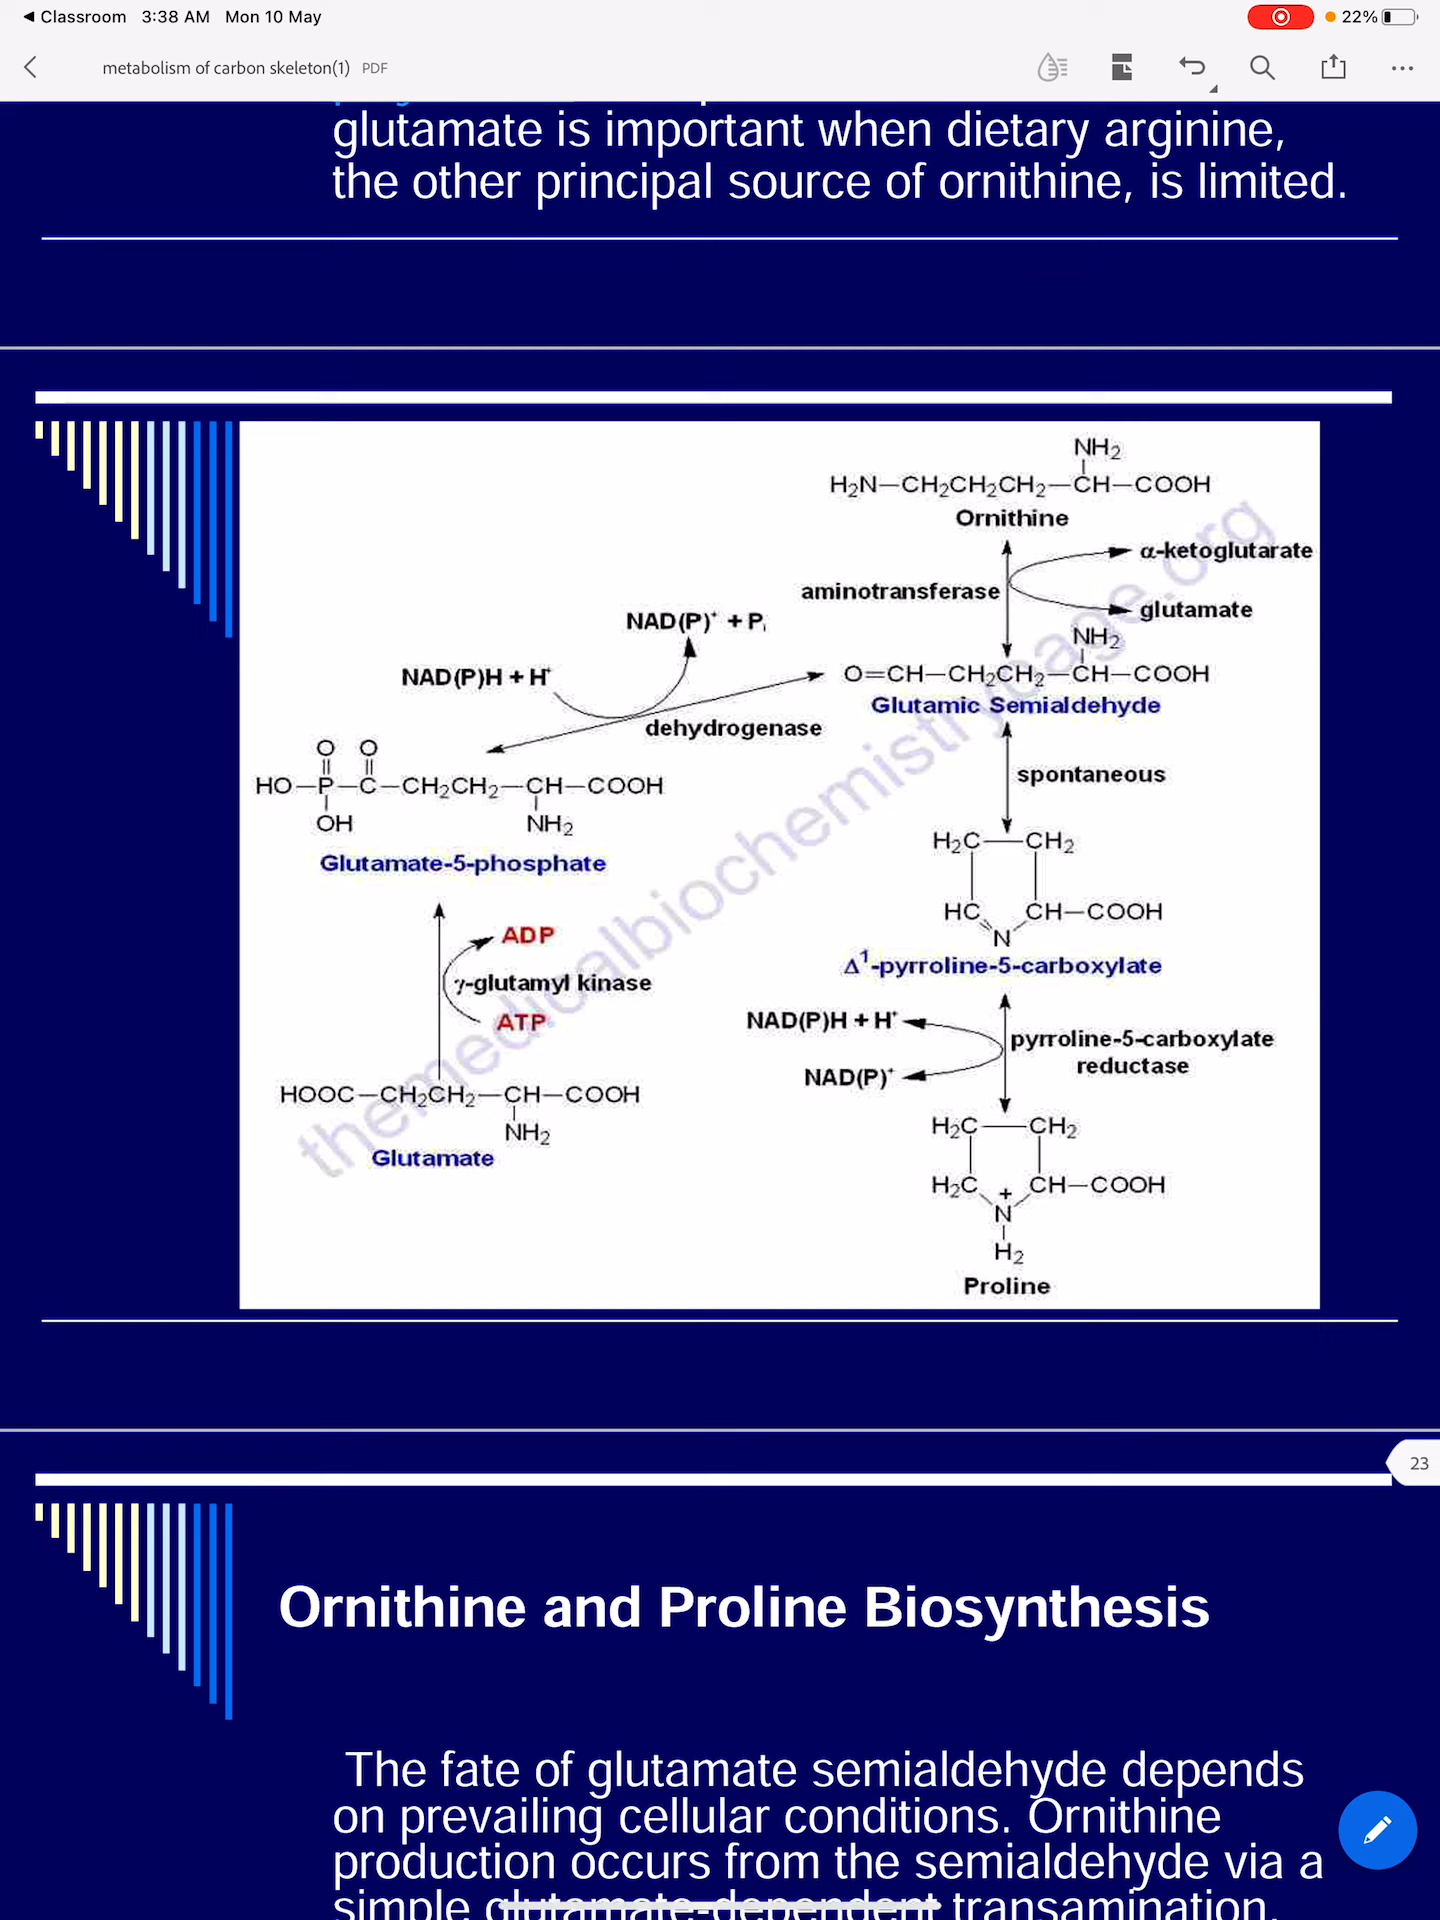 ◀ Classroom 3:38 AM Mon 10 May
22%
metabolism of carbon skeleton(1) PDF
glutamate is important when dietary arginine,
the other principal source of ornithine, is limited.
NH2
H2N—CH2CH2CH2—CH—COOH
Ornithine
α-ketoglutarate
aminotransferase
glutamate
NAD(P)+ + Pi
NH2
NAD(P)H + H+
O=CH—CH2CH2—CH—COOH
Glutamic Semialdehyde
dehydrogenase
O O
spontaneous
HO—P—C—CH2CH2—CH—COOH
OH NH2
H2C CH2
Glutamate-5-phosphate
HC CH—COOH
N
ADP
Δ1-pyrroline-5-carboxylate
γ-glutamyl kinase
ATP
NAD(P)H + H+
pyrroline-5-carboxylate
reductase
NAD(P)+
HOOC—CH2CH2—CH—COOH
NH2
H2C CH2
Glutamate
H2C + CH—COOH
N
H2
Proline
themedicalbiochemistrypage.org
23
Ornithine and Proline Biosynthesis
The fate of glutamate semialdehyde depends
on prevailing cellular conditions. Ornithine
production occurs from the semialdehyde via a
simple glutamate-dependent transamination,